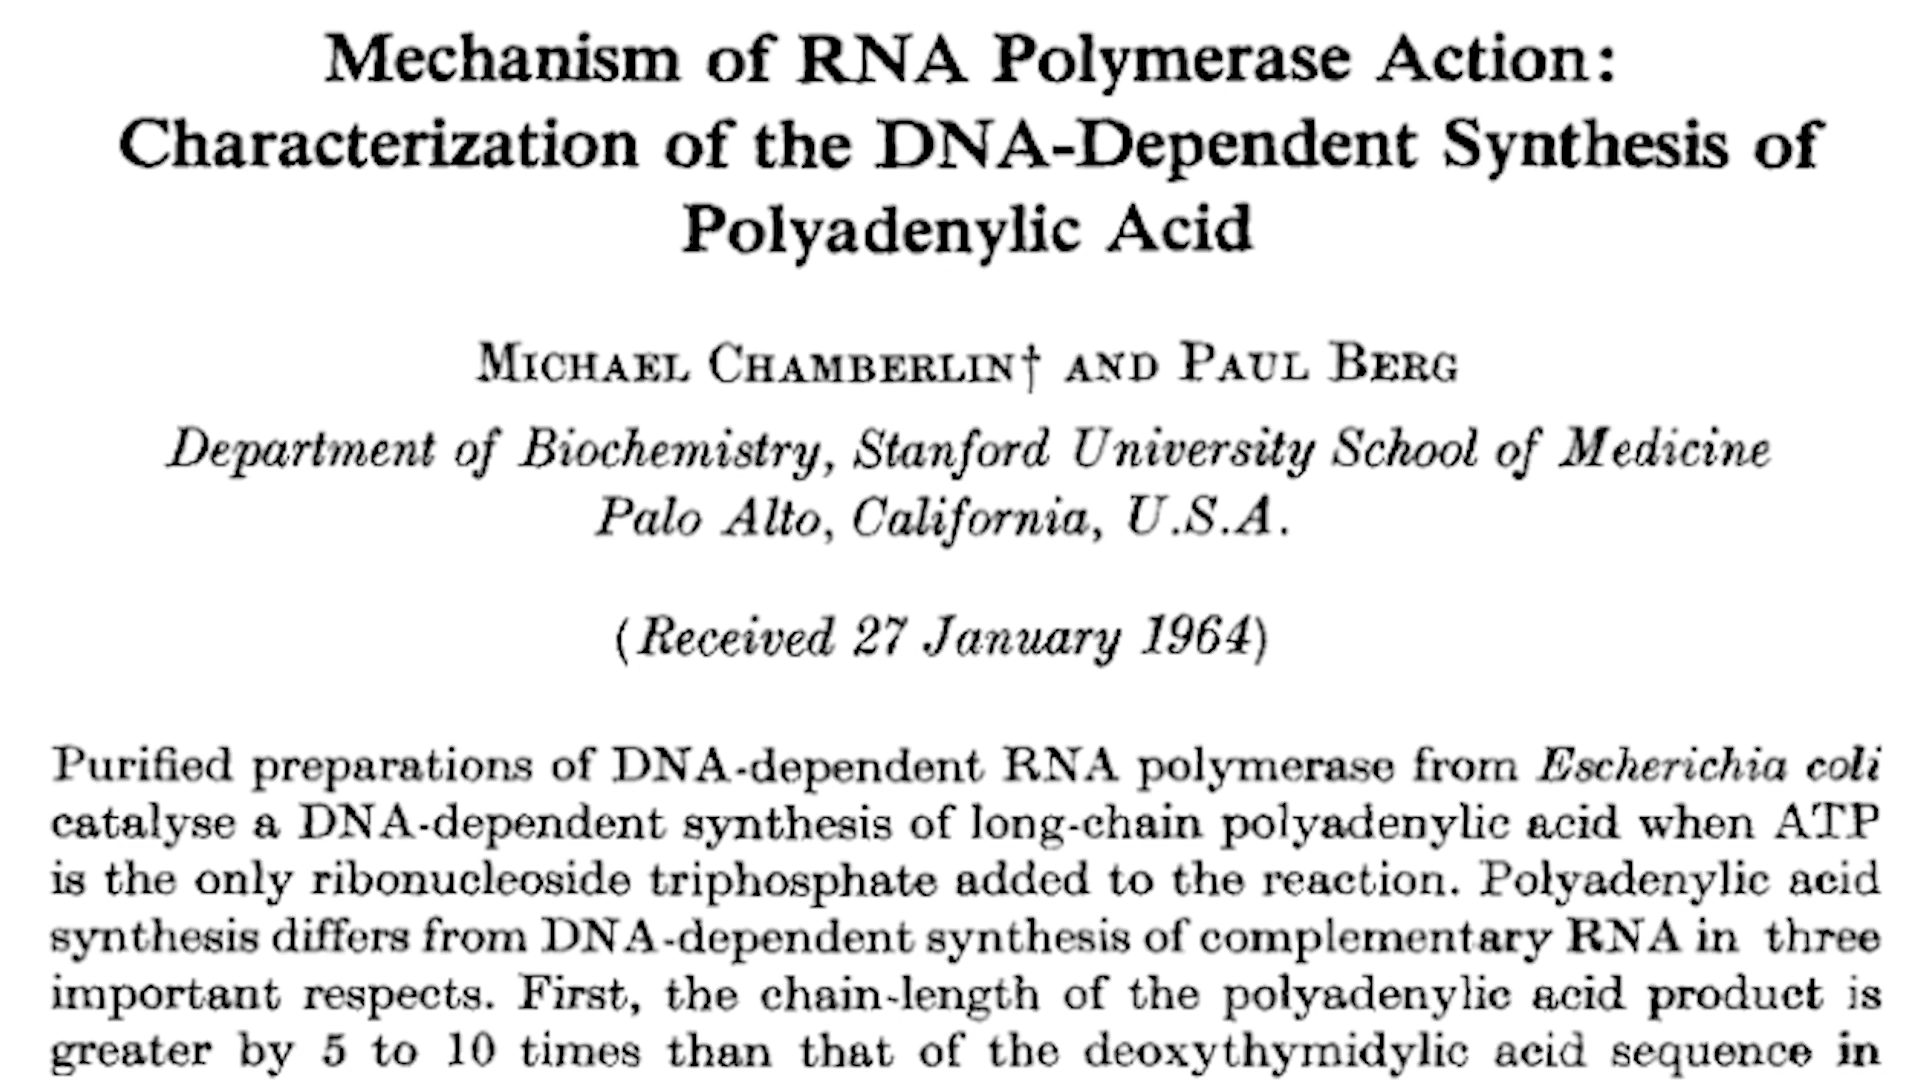 Mechanism of RNA Polymerase Action:
Characterization of the DNA-Dependent Synthesis of
Polyadenylic Acid
MICHAEL CHAMBERLIN† AND PAUL BERG
Department of Biochemistry, Stanford University School of Medicine
Palo Alto, California, U.S.A.
(Received 27 January 1964)
Purified preparations of DNA-dependent RNA polymerase from Escherichia coli
catalyse a DNA-dependent synthesis of long-chain polyadenylic acid when ATP
is the only ribonucleoside triphosphate added to the reaction. Polyadenylic acid
synthesis differs from DNA-dependent synthesis of complementary RNA in three
important respects. First, the chain-length of the polyadenylic acid product is
greater by 5 to 10 times than that of the deoxythymidylic acid sequence in